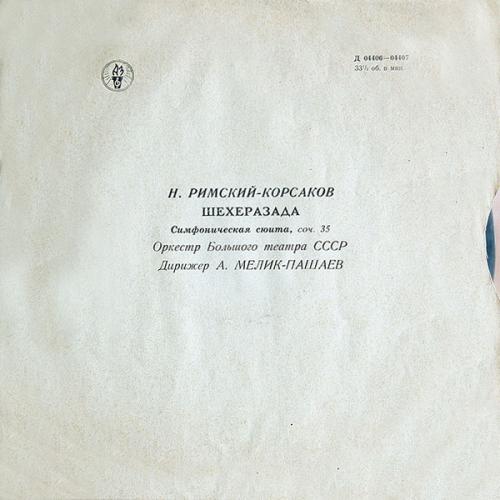 Д 04406—04407
33⅓ об. в мин.
Н. РИМСКИЙ-КОРСАКОВ
ШЕХЕРАЗАДА
Симфоническая сюита, соч. 35
Оркестр Большого театра СССР
Дирижер А. МЕЛИК-ПАШАЕВ